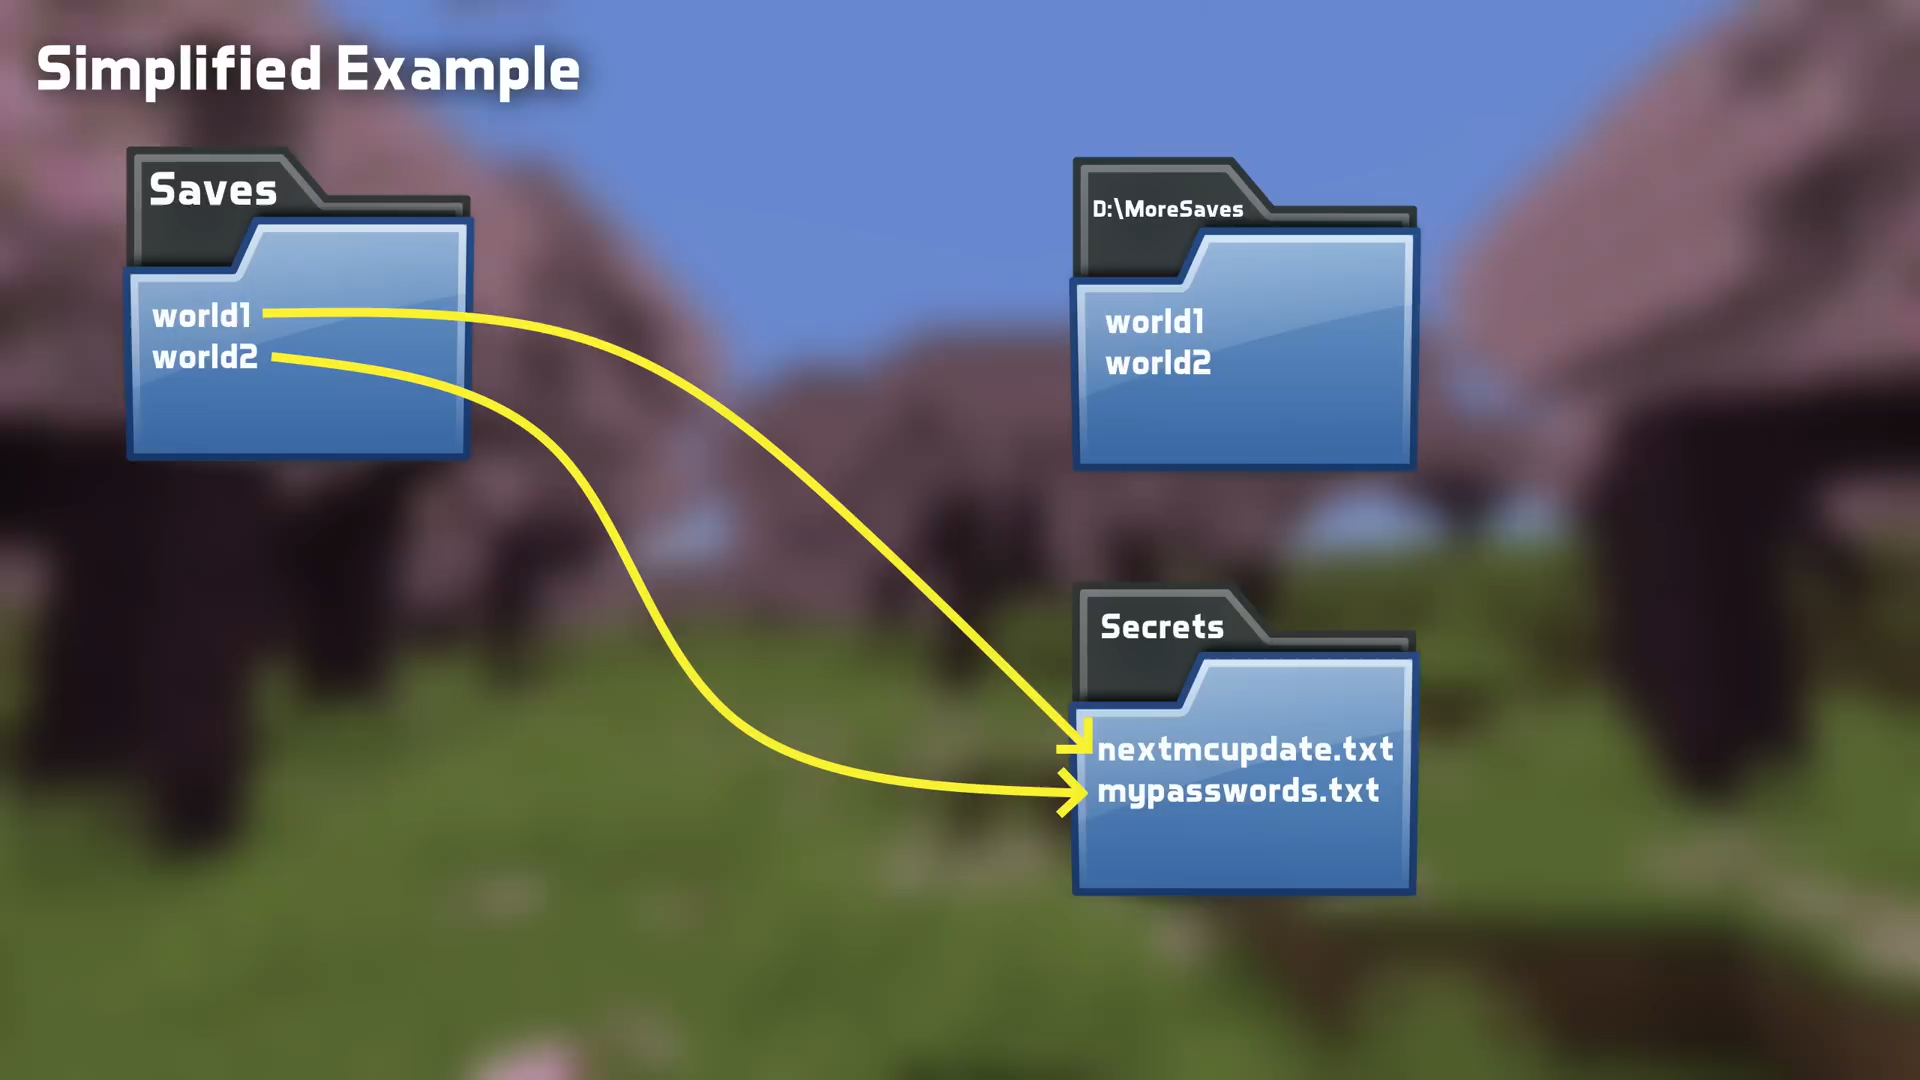 Simplified Example
Saves
world1
world2
D:\MoreSaves
world1
world2
Secrets
nextmcupdate.txt
mypasswords.txt